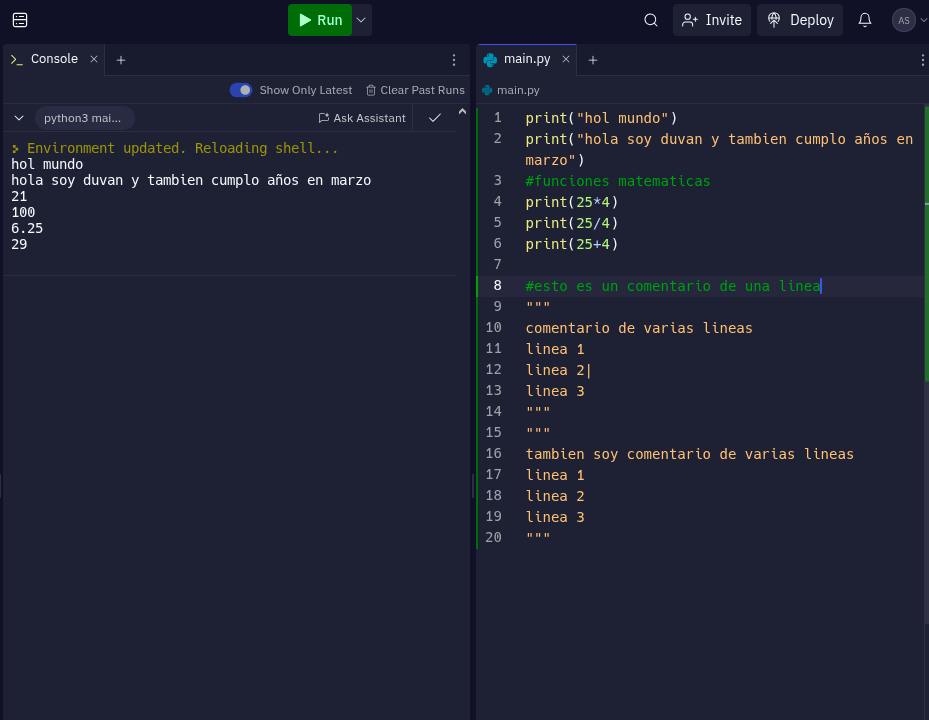 Run
Invite
Deploy
AS
Console
Show Only Latest
Clear Past Runs
python3 mai...
Ask Assistant
Environment updated. Reloading shell...
hol mundo
hola soy duvan y tambien cumplo años en marzo
21
100
6.25
29
main.py
main.py
1 print("hol mundo")
2 print("hola soy duvan y tambien cumplo años en
marzo")
3 #funciones matematicas
4 print(25*4)
5 print(25/4)
6 print(25+4)
7
8 #esto es un comentario de una linea
9 """
10 comentario de varias lineas
11 linea 1
12 linea 2|
13 linea 3
14 """
15 """
16 tambien soy comentario de varias lineas
17 linea 1
18 linea 2
19 linea 3
20 """